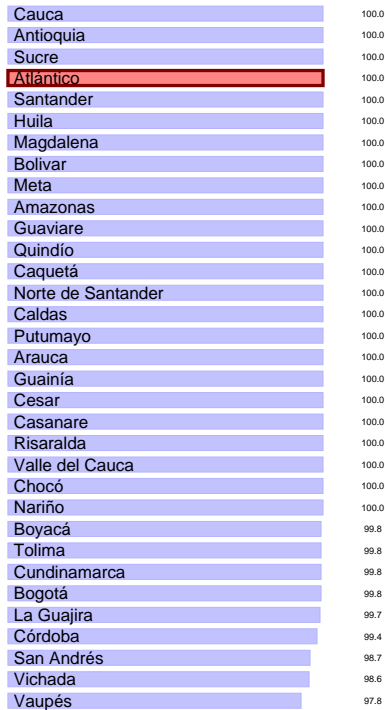 Cauca 100.0
Antioquia 100.0
Sucre 100.0
Atlántico 100.0
Santander 100.0
Huila 100.0
Magdalena 100.0
Bolivar 100.0
Meta 100.0
Amazonas 100.0
Guaviare 100.0
Quindío 100.0
Caquetá 100.0
Norte de Santander 100.0
Caldas 100.0
Putumayo 100.0
Arauca 100.0
Guainía 100.0
Cesar 100.0
Casanare 100.0
Risaralda 100.0
Valle del Cauca 100.0
Chocó 100.0
Nariño 100.0
Boyacá 99.8
Tolima 99.8
Cundinamarca 99.8
Bogotá 99.8
La Guajira 99.7
Córdoba 99.4
San Andrés 98.7
Vichada 98.6
Vaupés 97.8